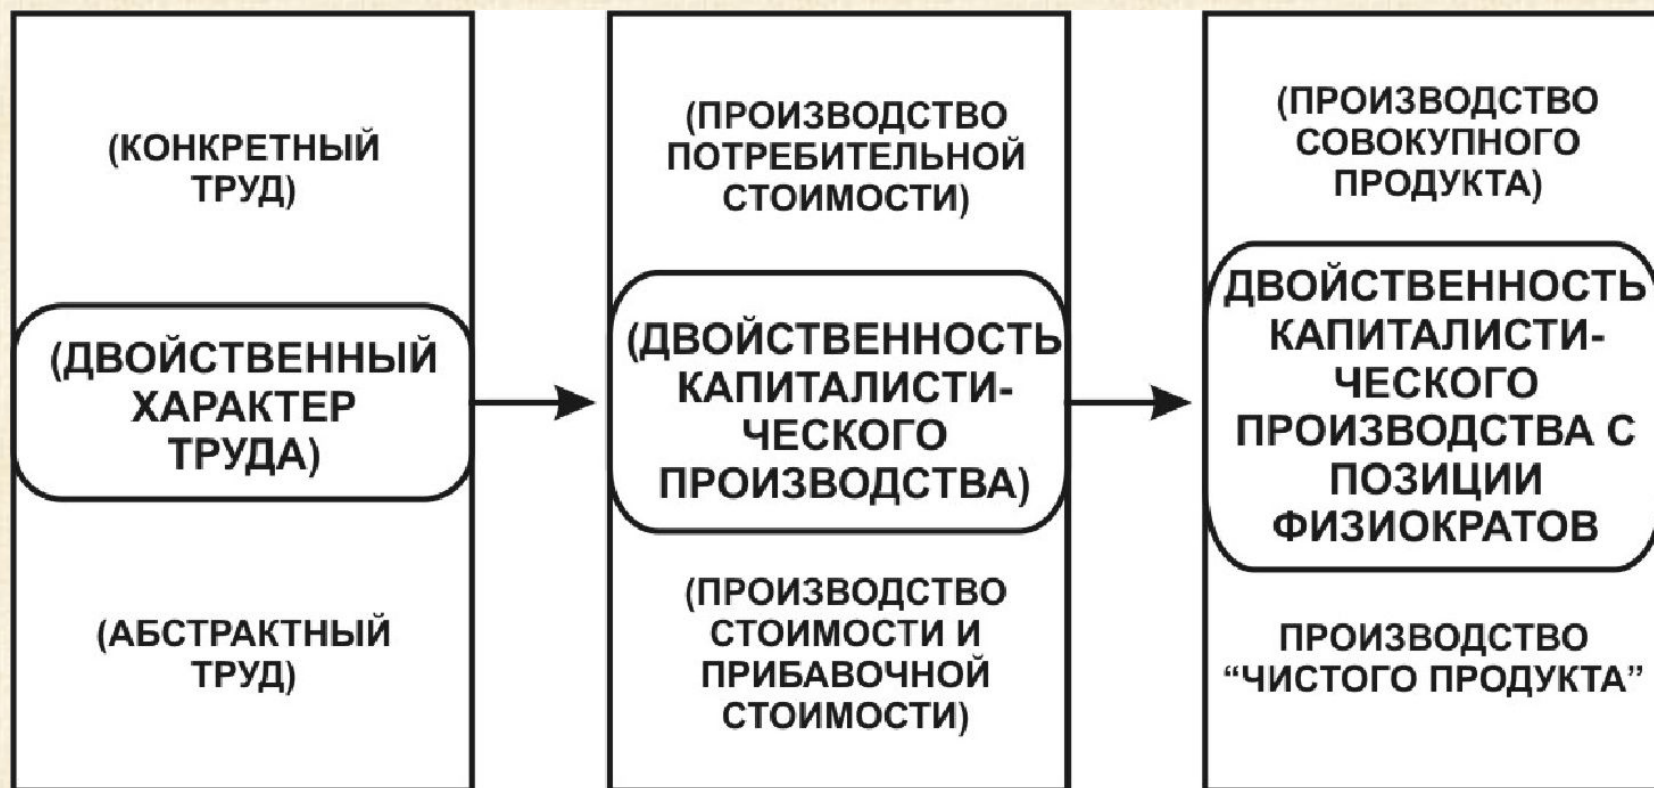 (КОНКРЕТНЫЙ
ТРУД)
(ДВОЙСТВЕННЫЙ
ХАРАКТЕР
ТРУДА)
(АБСТРАКТНЫЙ
ТРУД)
(ПРОИЗВОДСТВО
ПОТРЕБИТЕЛЬНОЙ
СТОИМОСТИ)
(ДВОЙСТВЕННОСТЬ
КАПИТАЛИСТИ-
ЧЕСКОГО
ПРОИЗВОДСТВА)
(ПРОИЗВОДСТВО
СТОИМОСТИ И
ПРИБАВОЧНОЙ
СТОИМОСТИ)
(ПРОИЗВОДСТВО
СОВОКУПНОГО
ПРОДУКТА)
ДВОЙСТВЕННОСТЬ
КАПИТАЛИСТИ-
ЧЕСКОГО
ПРОИЗВОДСТВА С
ПОЗИЦИИ
ФИЗИОКРАТОВ
ПРОИЗВОДСТВО
“ЧИСТОГО ПРОДУКТА”